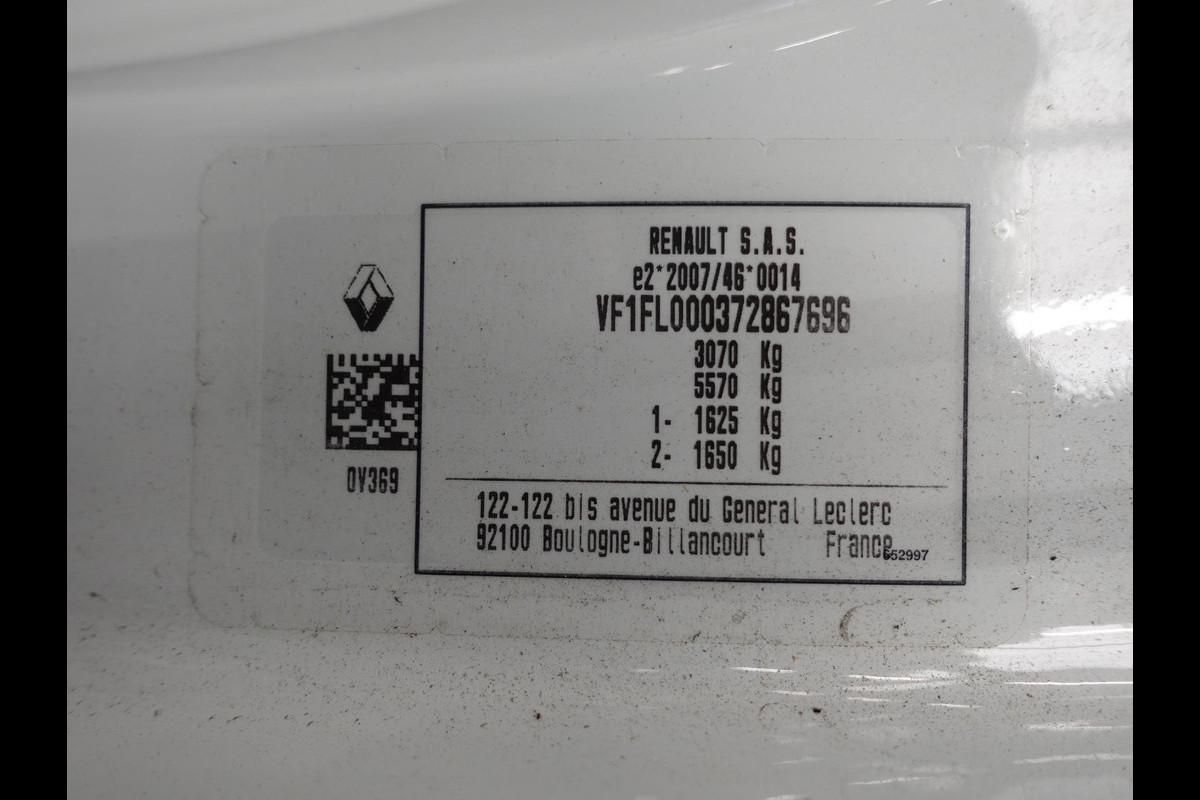 RENAULT S.A.S.
e2*2007/46*0014
VF1FL000372867696
3070 Kg
5570 Kg
1- 1625 Kg
2- 1650 Kg
0V369
122-122 bis avenue du General Leclerc
92100 Boulogne-Billancourt France
652997